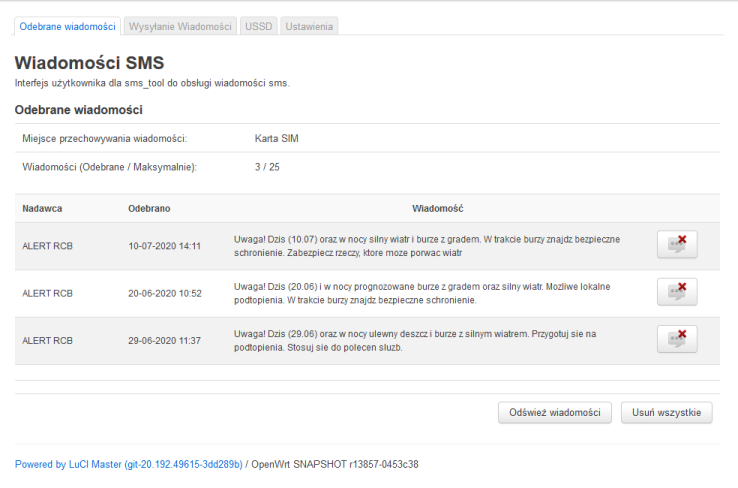 Odebrane wiadomości Wysyłanie Wiadomości USSD Ustawienia
Wiadomości SMS
Interfejs użytkownika dla sms_tool do obsługi wiadomości sms.
Odebrane wiadomości
Miejsce przechowywania wiadomości: Karta SIM
Wiadomości (Odebrane / Maksymalnie): 3 / 25
Nadawca Odebrano Wiadomość
ALERT RCB 10-07-2020 14:11 Uwaga! Dzis (10.07) oraz w nocy silny wiatr i burze z gradem. W trakcie burzy znajdz bezpieczne
schronienie. Zabezpiecz rzeczy, ktore moze porwac wiatr
ALERT RCB 20-06-2020 10:52 Uwaga! Dzis (20.06) i w nocy prognozowane burze z gradem oraz silny wiatr. Mozliwe lokalne
podtopienia. W trakcie burzy znajdz bezpieczne schronienie.
ALERT RCB 29-06-2020 11:37 Uwaga! Dzis (29.06) oraz w nocy ulewny deszcz i burze z silnym wiatrem. Przygotuj sie na
podtopienia. Stosuj sie do polecen sluzb.
Odśwież wiadomości Usuń wszystkie
Powered by LuCI Master (git-20.192.49615-3dd289b) / OpenWrt SNAPSHOT r13857-0453c38